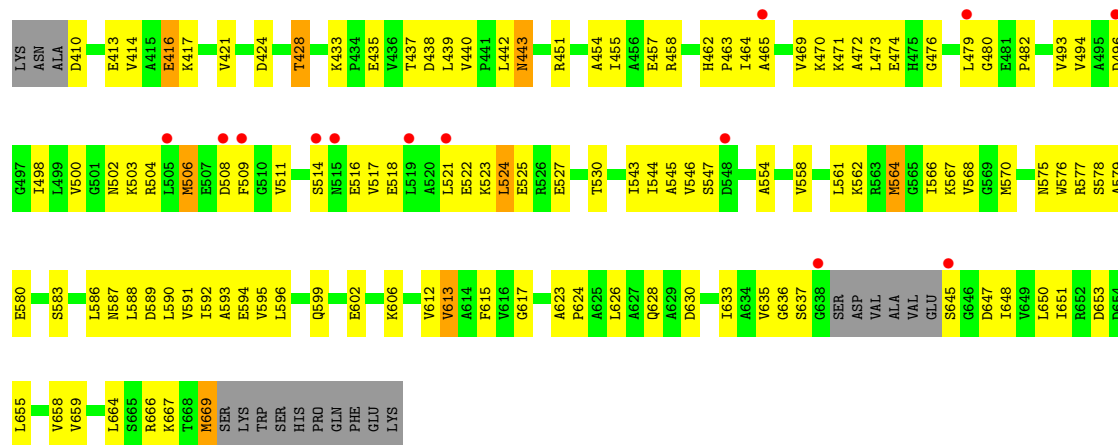 LYS ASN ALA D410 E413 V414 A415 E416 K417 V421 D424 T428 K433 P434 E435 V436 T437 D438 L439 V440 P441 L442 N443 R451 A454 I455 A456 E457 R458 H462 P463 I464 A465 V469 K470 K471 A472 L473 E474 H475 G476 L479 G480 E481 P482 V493 V494 A495 D496
G497 I498 L499 V500 G501 N502 K503 R504 L505 M506 E507 D508 F509 G510 V511 S514 N515 E516 V517 E518 L519 A520 L521 E522 K523 L524 E525 R526 E527 T530 I543 I544 A545 V546 S547 D548 A554 V558 L561 K562 R563 M564 G565 I566 K567 V568 G569 M570 N575 W576 R577 S578 A579
E580 S583 L586 N587 L588 D589 L590 V591 I592 A593 E594 V595 L596 Q599 E602 K606 V612 V613 A614 F615 V616 G617 A623 P624 A625 L626 A627 Q628 A629 D630 I633 A634 V635 G636 S637 G638 SER ASP VAL ALA VAL GLU S645 G646 D647 I648 V649 L650 I651 R652 D653 D654
L655 V658 V659 L664 S665 R666 K667 T668 M669 SER LYS TRP SER HIS PRO GLN PHE GLU LYS